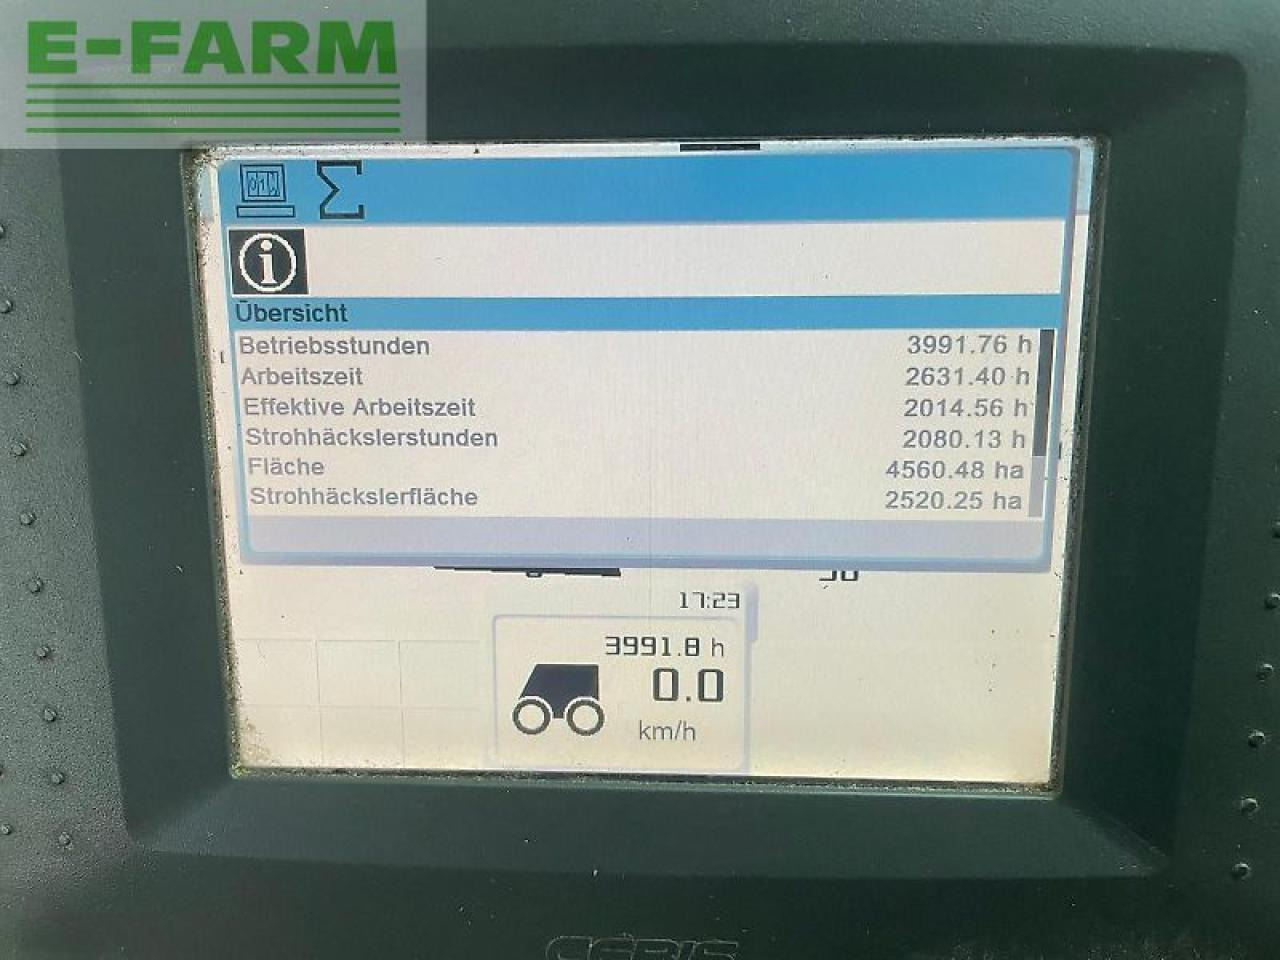 E-FARM
Übersicht
Betriebsstunden 3991.76 h
Arbeitszeit 2631.40 h
Effektive Arbeitszeit 2014.56 h
Strohhäckslerstunden 2080.13 h
Fläche 4560.48 ha
Strohhäckslerfläche 2520.25 ha
17:23
3991.8 h
0.0
km/h